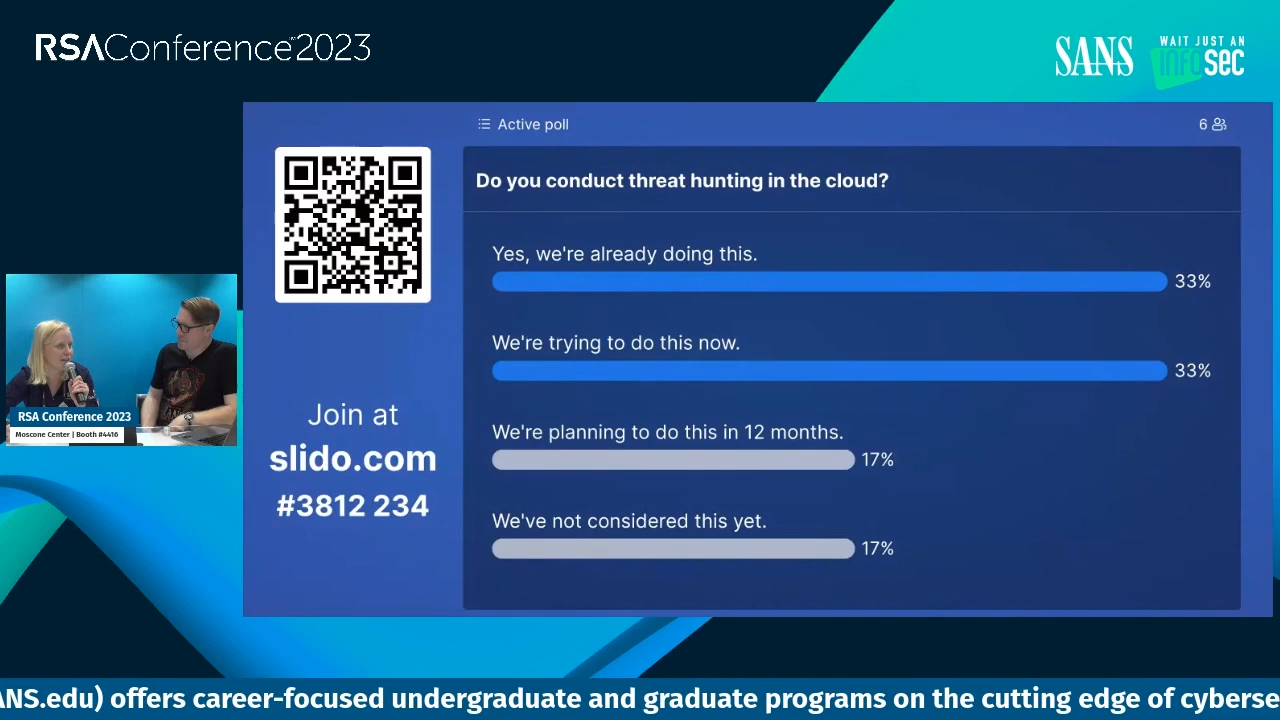 RSAConference™2023
SANS
WAIT JUST AN
INFOSEC
Active poll
6
Do you conduct threat hunting in the cloud?
Yes, we're already doing this.
33%
We're trying to do this now.
33%
We're planning to do this in 12 months.
17%
We've not considered this yet.
17%
Join at
slido.com
#3812 234
RSA Conference 2023
Moscone Center | Booth #4416
ANS.edu) offers career-focused undergraduate and graduate programs on the cutting edge of cyberse